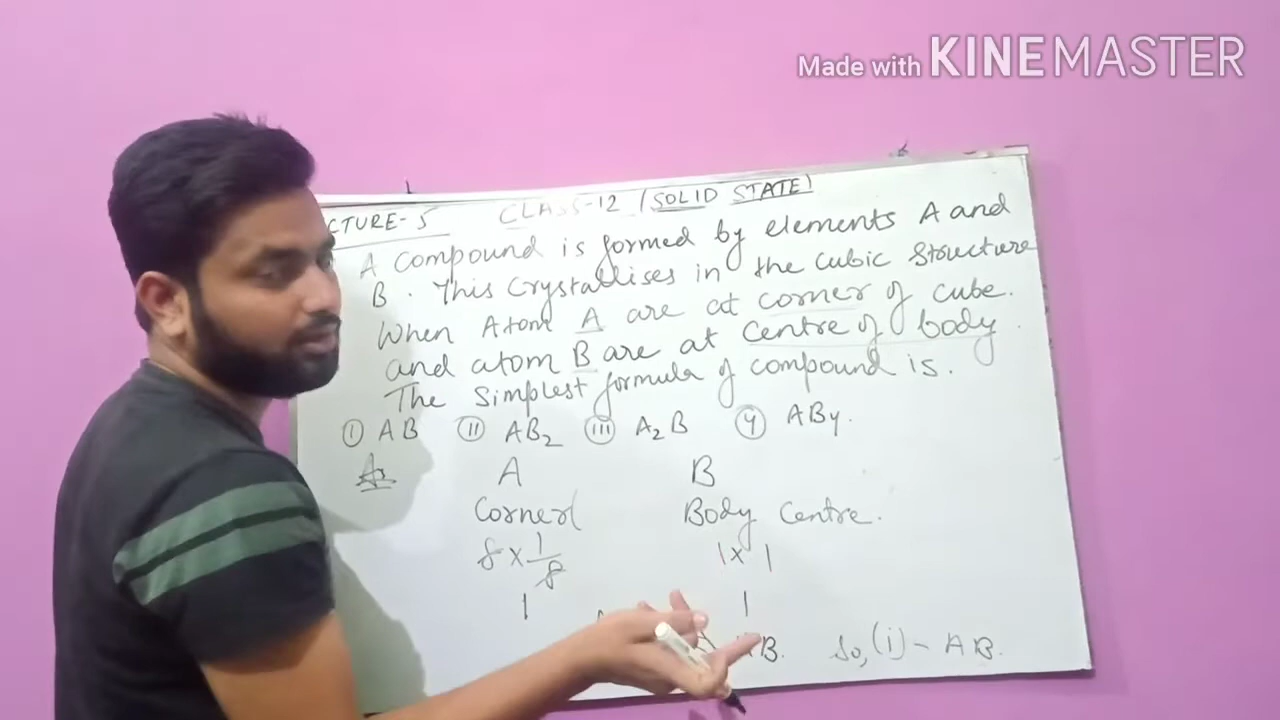 Made with KINEMASTER
CTURE-5 CLASS-12 (SOLID STATE)
A compound is formed by elements A and
B. This Crystallises in the cubic Structure
When Atom A are at corner of cube.
and atom B are at centre of body.
The Simplest formula of compound is.
(I) AB (II) AB2 (III) A2B (4) ABy.
As A B
Corner Body Centre.
8 x 1/8 1 x 1
1 1
B. So, (i) - AB.